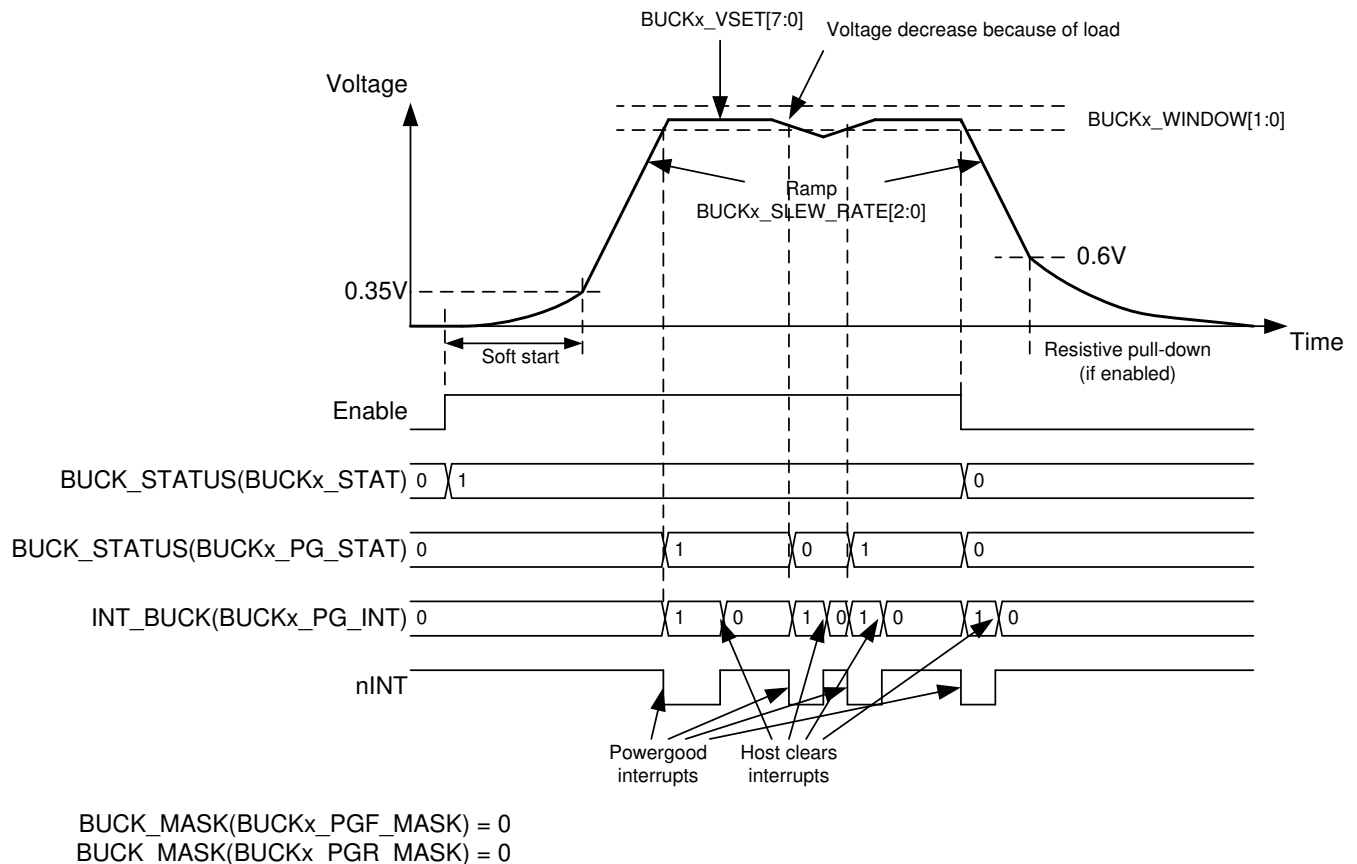 BUCKx_VSET[7:0]
Voltage decrease because of load
Voltage
BUCKx_WINDOW[1:0]
Ramp
BUCKx_SLEW_RATE[2:0]
0.6V
0.35V
Time
Soft start
Resistive pull-down
(if enabled)
Enable
BUCK_STATUS(BUCKx_STAT) 0 1 0
BUCK_STATUS(BUCKx_PG_STAT) 0 1 0 1 0
INT_BUCK(BUCKx_PG_INT) 0 1 0 1 0 1 0 1 0
nINT
Powergood
interrupts
Host clears
interrupts
BUCK_MASK(BUCKx_PGF_MASK) = 0
BUCK_MASK(BUCKx_PGR_MASK) = 0